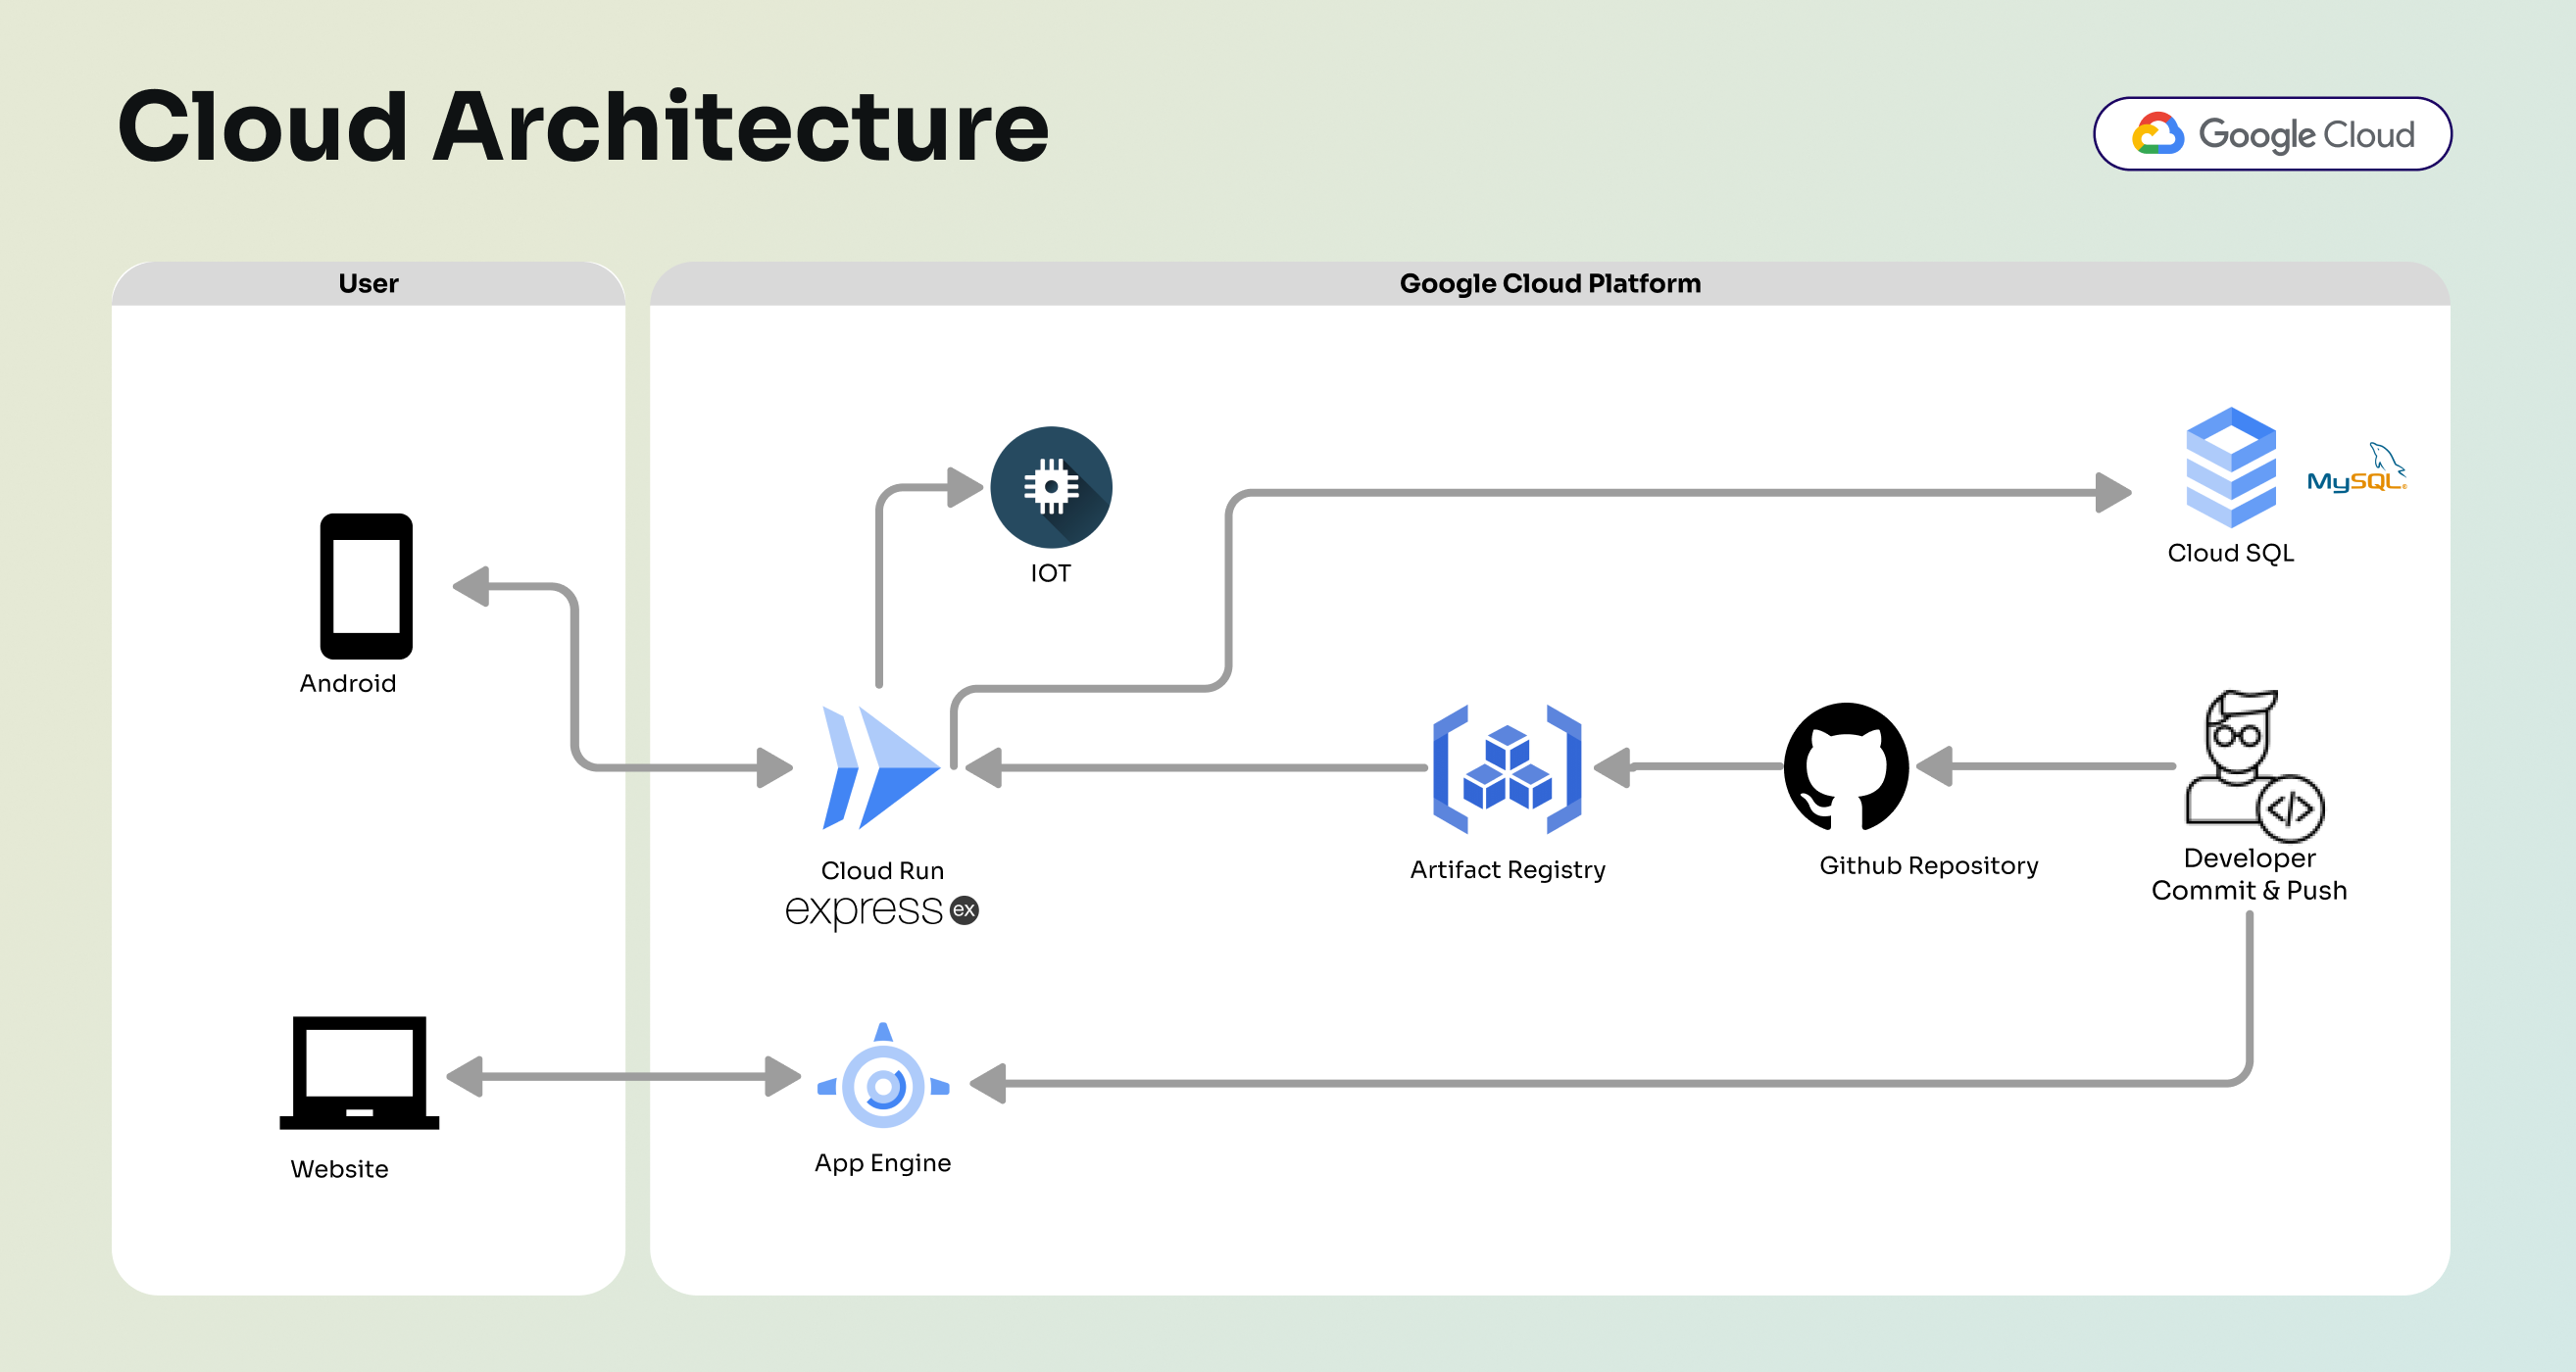 Cloud Architecture
Google Cloud
User
Google Cloud Platform
IOT
MySQL
Cloud SQL
Android
Cloud Run
express ex
Artifact Registry
Github Repository
</>
Developer
Commit & Push
Website
App Engine